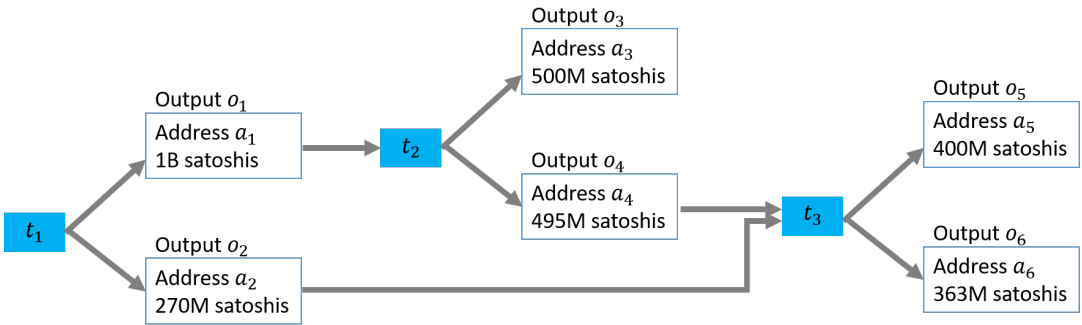 t₁
Output o₁
Address a₁
1B satoshis
Output o₂
Address a₂
270M satoshis
t₂
Output o₃
Address a₃
500M satoshis
Output o₄
Address a₄
495M satoshis
t₃
Output o₅
Address a₅
400M satoshis
Output o₆
Address a₆
363M satoshis